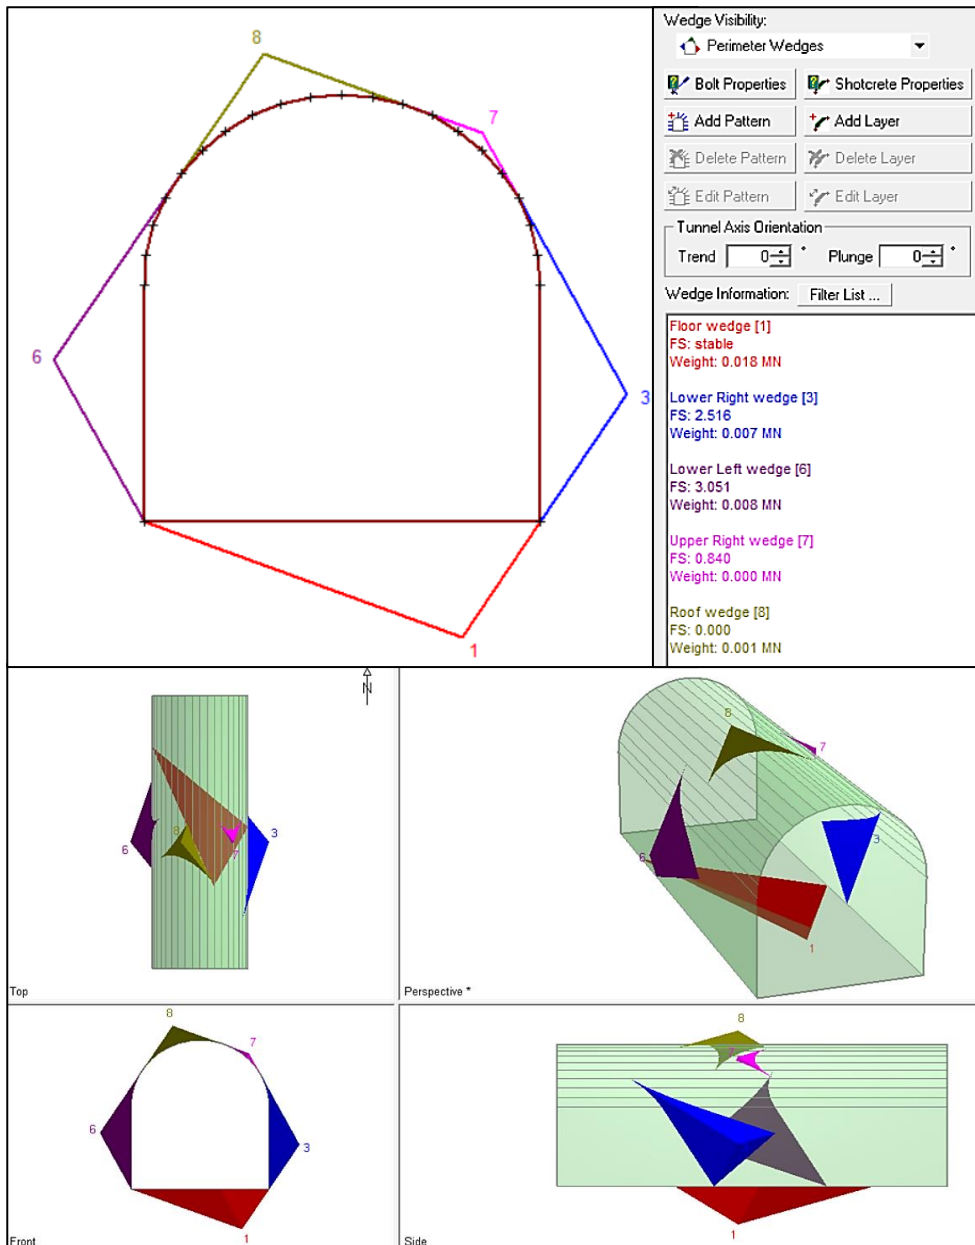 8
7
6
3
1
Wedge Visibility:
Perimeter Wedges
Bolt Properties
Shotcrete Properties
Add Pattern
Add Layer
Delete Pattern
Delete Layer
Edit Pattern
Edit Layer
Tunnel Axis Orientation
Trend 0 ° Plunge 0 °
Wedge Information: Filter List ...
Floor wedge [1]
FS: stable
Weight: 0.018 MN
Lower Right wedge [3]
FS: 2.516
Weight: 0.007 MN
Lower Left wedge [6]
FS: 3.051
Weight: 0.008 MN
Upper Right wedge [7]
FS: 0.840
Weight: 0.000 MN
Roof wedge [8]
FS: 0.000
Weight: 0.001 MN
N
8
6
3
7
Top
8
7
3
6
1
Perspective *
8
7
6
3
1
Front
8
1
Side